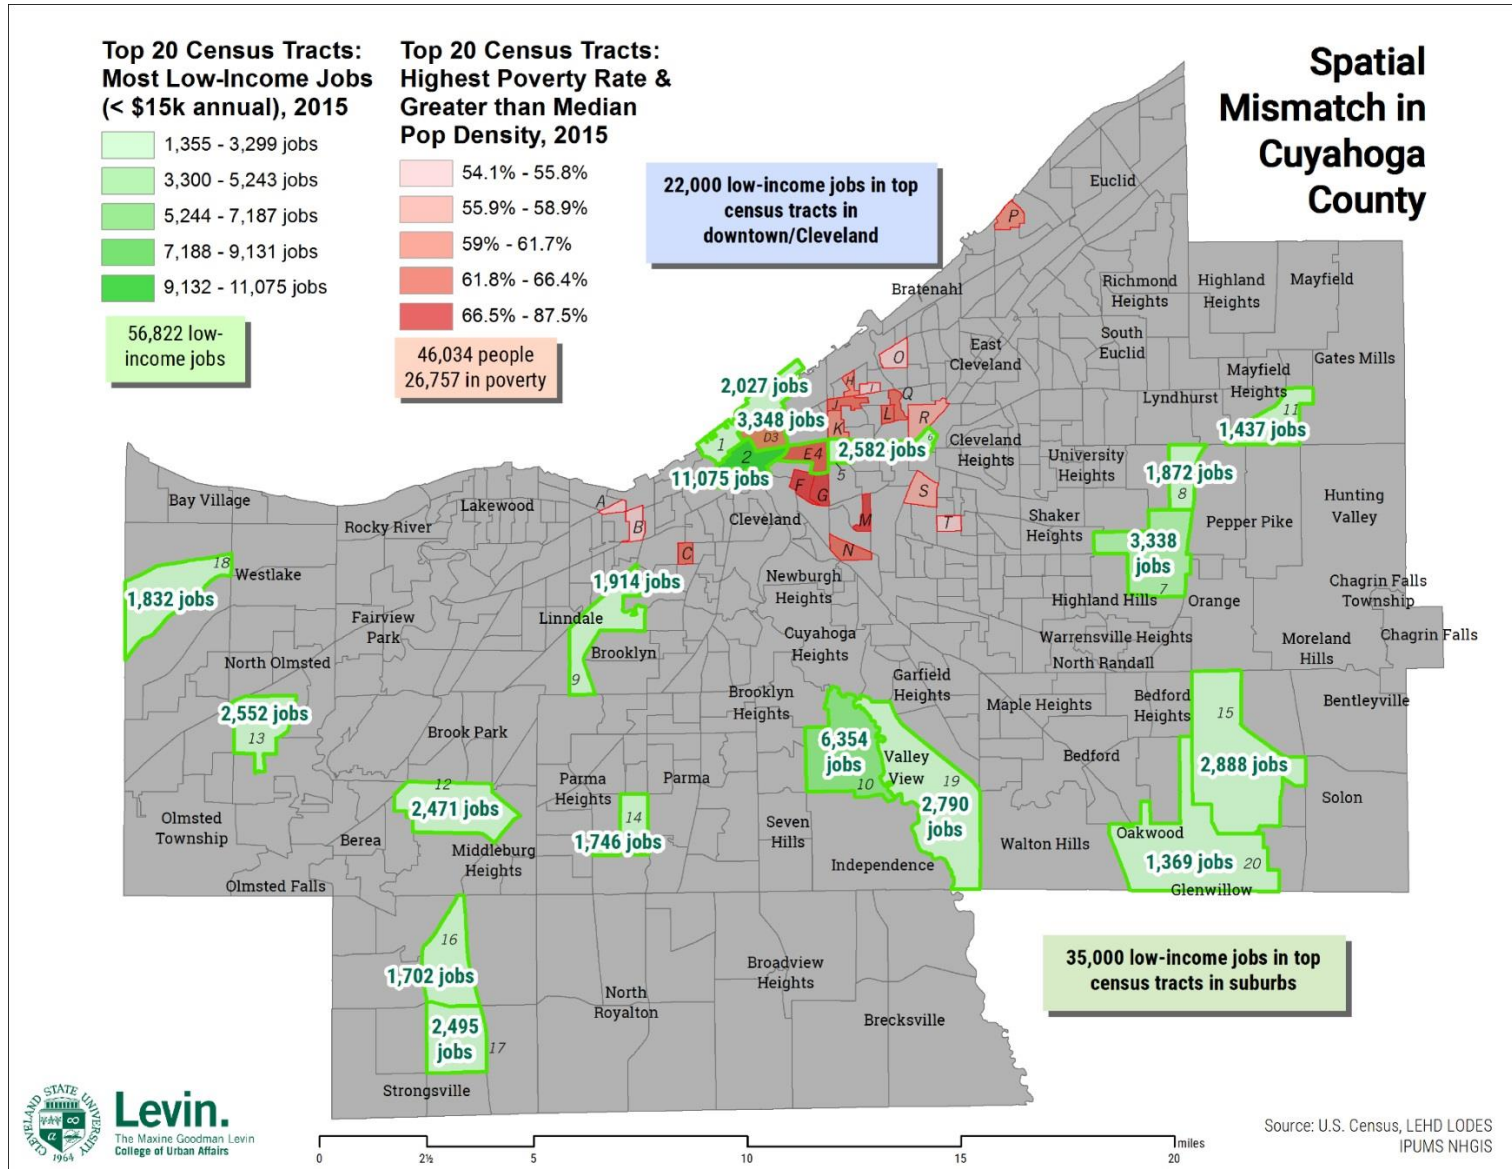 Top 20 Census Tracts:
Most Low-Income Jobs
(< $15k annual), 2015
1,355 - 3,299 jobs
3,300 - 5,243 jobs
5,244 - 7,187 jobs
7,188 - 9,131 jobs
9,132 - 11,075 jobs
56,822 low-
income jobs
Top 20 Census Tracts:
Highest Poverty Rate &
Greater than Median
Pop Density, 2015
54.1% - 55.8%
55.9% - 58.9%
59% - 61.7%
61.8% - 66.4%
66.5% - 87.5%
46,034 people
26,757 in poverty
22,000 low-income jobs in top
census tracts in
downtown/Cleveland
Spatial
Mismatch in
Cuyahoga
County
Euclid
P
Bratenahl
Richmond
Heights
Highland
Heights
Mayfield
South
Euclid
East
Cleveland
Gates Mills
Mayfield
Heights
Lyndhurst
11
1,437 jobs
O
H
I
J
K
L
Q
R
2,027 jobs
3,348 jobs
D3
1
2
E4
2,582 jobs
6
5
11,075 jobs
F
G
M
N
S
T
Cleveland
Cleveland
Heights
University
Heights
1,872 jobs
8
Hunting
Valley
Pepper Pike
Shaker
Heights
3,338
jobs
7
Highland Hills
Orange
Chagrin Falls
Township
Chagrin Falls
Moreland
Hills
Warrensville Heights
North Randall
Bay Village
Lakewood
Rocky River
A
B
C
18
Westlake
1,832 jobs
1,914 jobs
Linndale
Brooklyn
9
Fairview
Park
North Olmsted
Newburgh
Heights
Cuyahoga
Heights
Garfield
Heights
Brooklyn
Heights
Maple Heights
Bedford
Heights
15
Bentleyville
2,552 jobs
13
Brook Park
6,354
jobs
10
Valley
View
19
2,790
jobs
Bedford
2,888 jobs
Solon
12
2,471 jobs
Parma
Heights
Parma
14
1,746 jobs
Seven
Hills
Independence
Walton Hills
Oakwood
1,369 jobs
20
Glenwillow
Olmsted
Township
Berea
Middleburg
Heights
Olmsted Falls
16
1,702 jobs
2,495
jobs
17
Strongsville
North
Royalton
Broadview
Heights
Brecksville
35,000 low-income jobs in top
census tracts in suburbs
CLEVELAND STATE UNIVERSITY
1964
Levin.
The Maxine Goodman Levin
College of Urban Affairs
0
2½
5
10
15
20
miles
Source: U.S. Census, LEHD LODES
IPUMS NHGIS